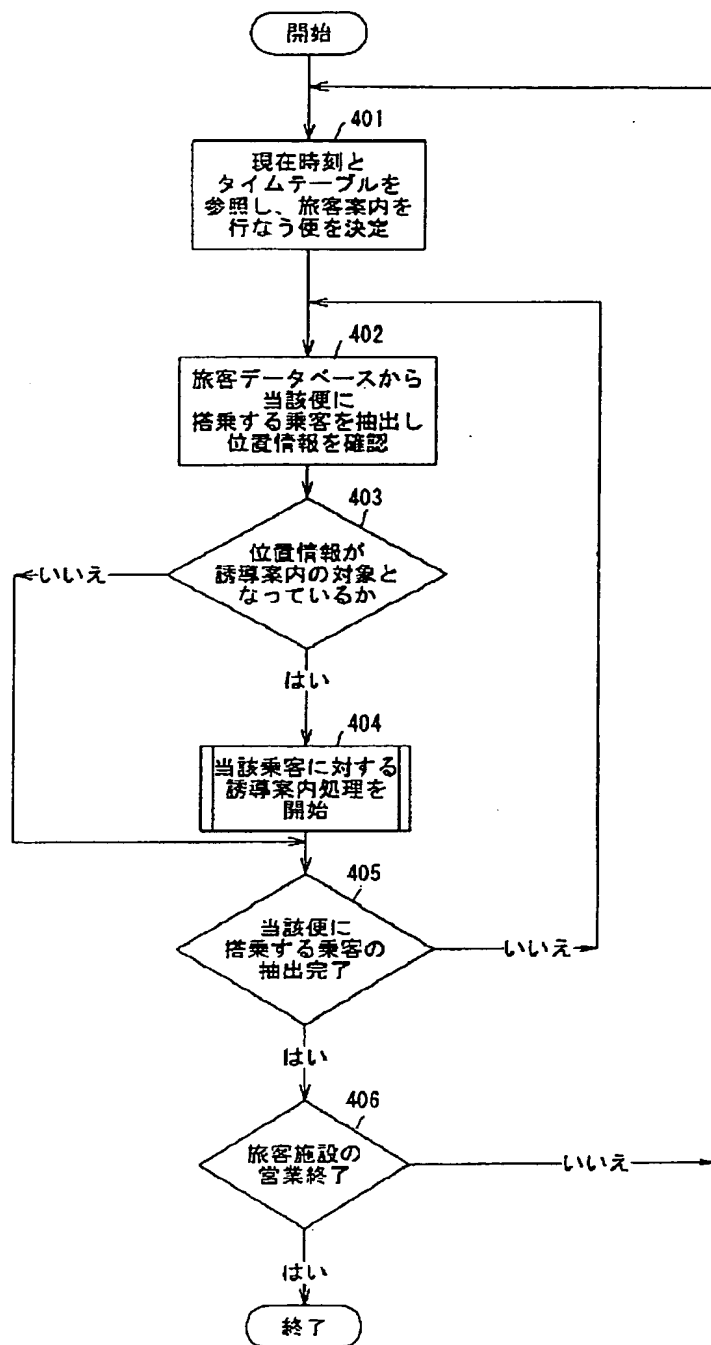 開始
401
現在時刻と
タイムテーブルを
参照し、旅客案内を
行なう便を決定
402
旅客データベースから
当該便に
搭乗する乗客を抽出し
位置情報を確認
403
位置情報が
誘導案内の対象と
なっているか
いいえ
はい
404
当該乗客に対する
誘導案内処理を
開始
405
当該便に
搭乗する乗客の
抽出完了
いいえ
はい
406
旅客施設の
営業終了
いいえ
はい
終了